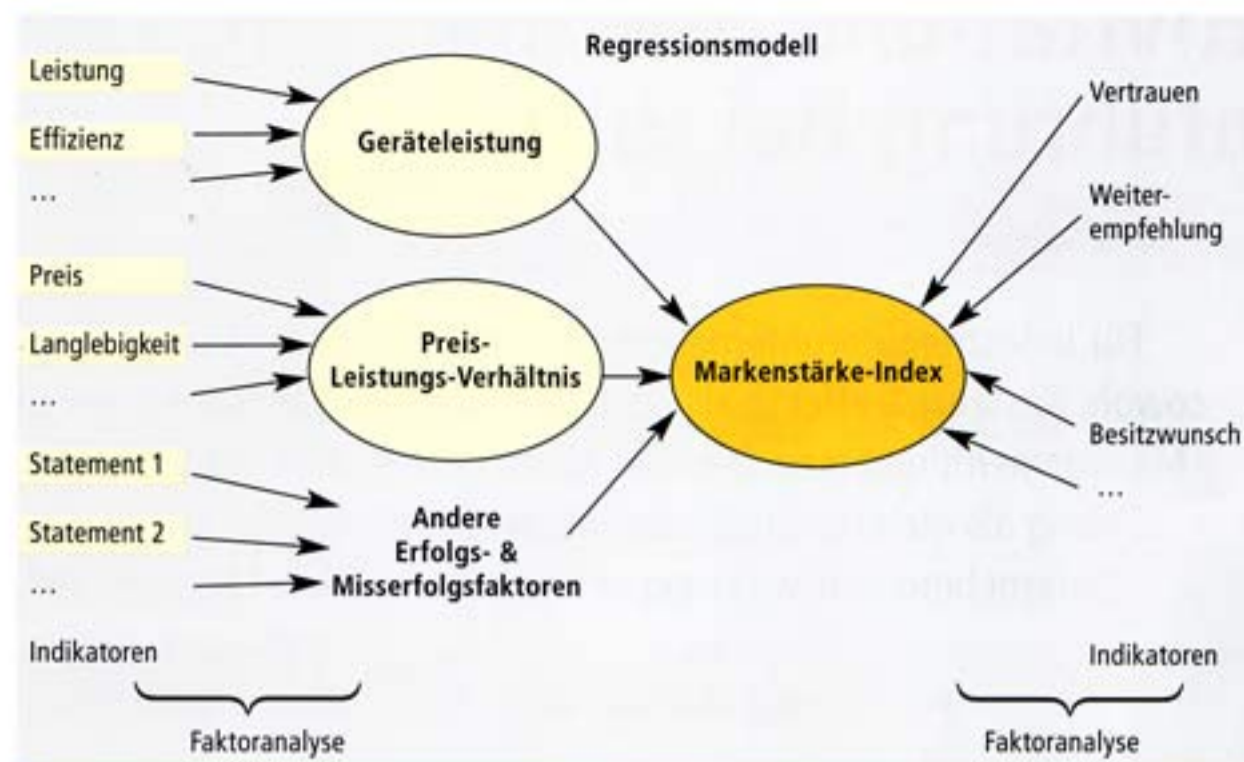 Regressionsmodell
Leistung
Effizienz
...
Geräteleistung
Preis
Langlebigkeit
...
Preis-
Leistungs-Verhältnis
Statement 1
Statement 2
...
Andere
Erfolgs- &
Misserfolgsfaktoren
Markenstärke-Index
Vertrauen
Weiter-
empfehlung
Besitzwunsch
...
Indikatoren
Faktoranalyse
Indikatoren
Faktoranalyse